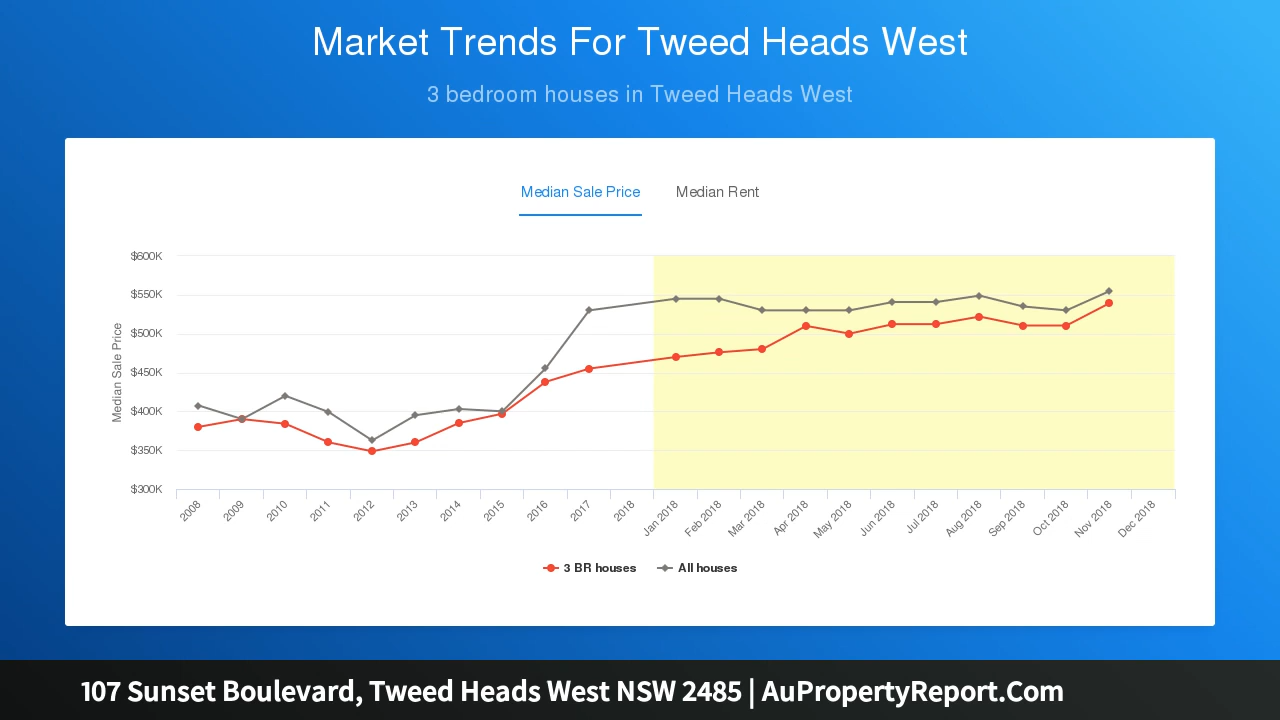 Market Trends For Tweed Heads West
3 bedroom houses in Tweed Heads West
Median Sale Price Median Rent
$600K
$550K
$500K
$450K
$400K
$350K
$300K
Median Sale Price
2008 2009 2010 2011 2012 2013 2014 2015 2016 2017 2018 Jan 2018 Feb 2018 Mar 2018 Apr 2018 May 2018 Jun 2018 Jul 2018 Aug 2018 Sep 2018 Oct 2018 Nov 2018 Dec 2018
3 BR houses All houses
107 Sunset Boulevard, Tweed Heads West NSW 2485 | AuPropertyReport.Com